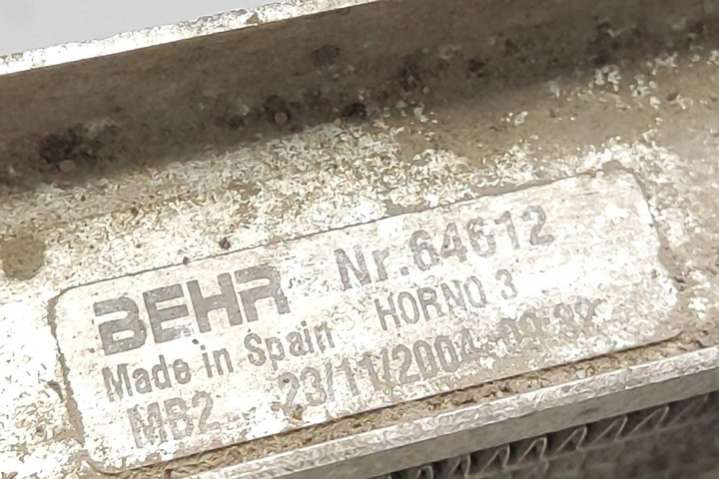 BEHR Nr.64612
Made in Spain HORNO 3
MB2 23/11/2004